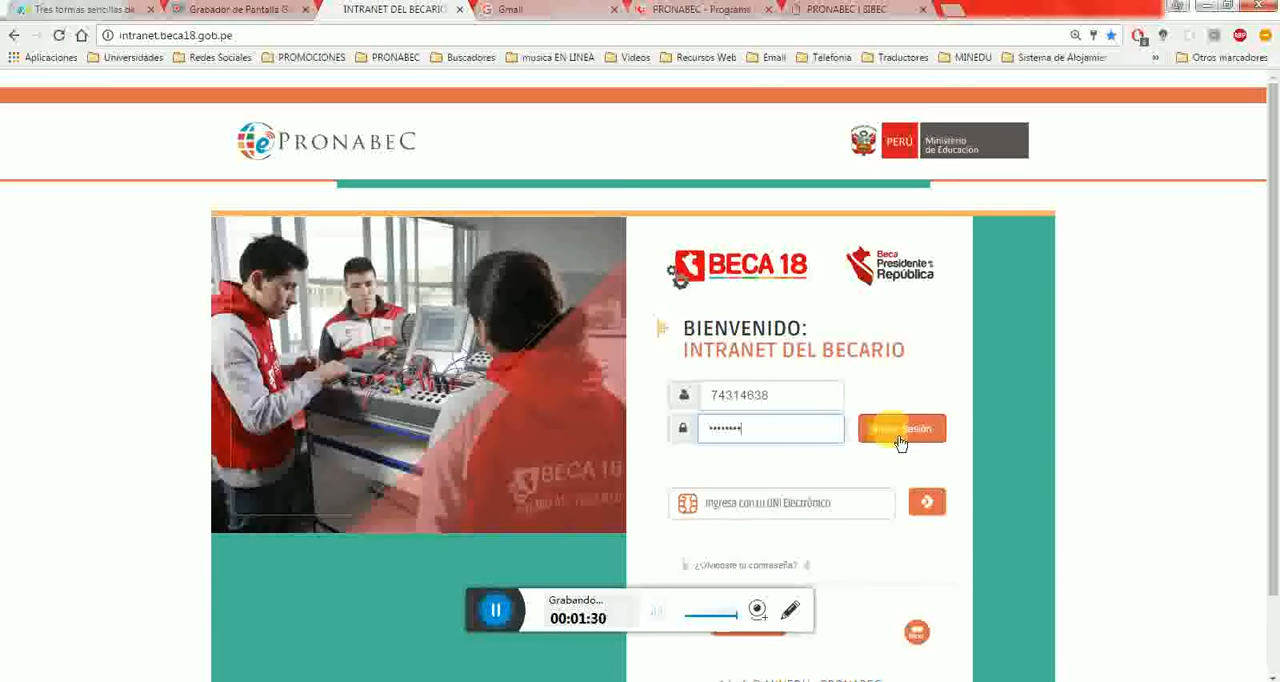 Tres formas sencillas de
Grabador de Pantalla G
INTRANET DEL BECARIO
Gmail
PRONABEC - Programa
PRONABEC | SIBEC
intranet.beca18.gob.pe
Aplicaciones
Universidades
Redes Sociales
PROMOCIONES
PRONABEC
Buscadores
musica EN LINEA
Videos
Recursos Web
Email
Telefonia
Traductores
MINEDU
Sistema de Alojamier
»
Otros marcadores
PRONABEC
PERÚ
Ministerio
de Educación
BECA 18
Beca
Presidente de la
República
BIENVENIDO:
INTRANET DEL BECARIO
74314638
••••••••
Iniciar Sesión
BECA 18
Ingresa con tu DNI Electrónico
¿Olvidaste tu contraseña?
Grabando...
00:01:30